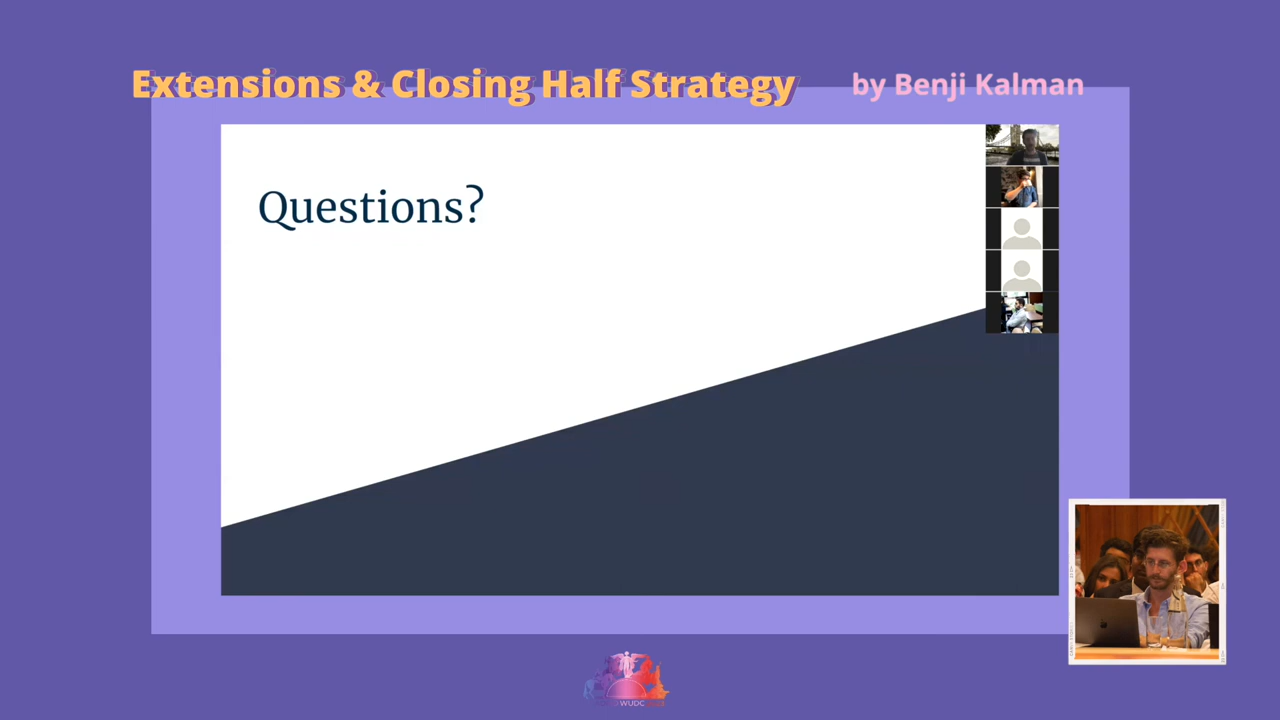 Extensions & Closing Half Strategy
by Benji Kalman
Questions?
WUDC